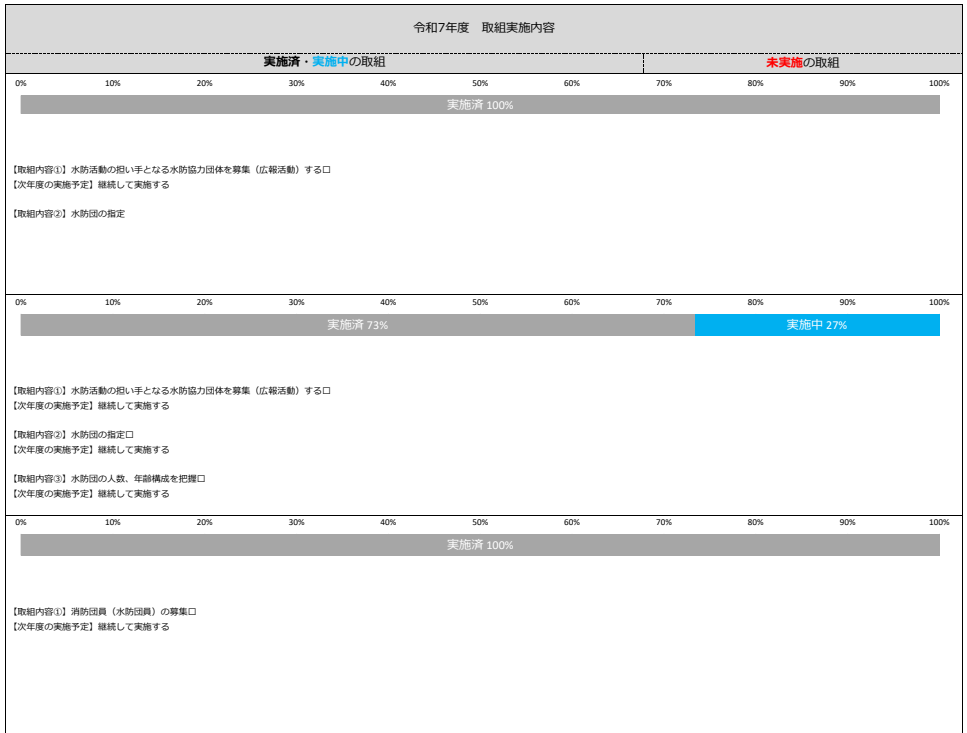 令和7年度　取組実施内容
実施済・実施中の取組
未実施の取組
0% 10% 20% 30% 40% 50% 60% 70% 80% 90% 100%
実施済 100%
【取組内容①】水防活動の担い手となる水防協力団体を募集（広報活動）する□
【次年度の実施予定】継続して実施する
【取組内容②】水防団の指定
0% 10% 20% 30% 40% 50% 60% 70% 80% 90% 100%
実施済 73% 実施中 27%
【取組内容①】水防活動の担い手となる水防協力団体を募集（広報活動）する□
【次年度の実施予定】継続して実施する
【取組内容②】水防団の指定□
【次年度の実施予定】継続して実施する
【取組内容③】水防団の人数、年齢構成を把握□
【次年度の実施予定】継続して実施する
0% 10% 20% 30% 40% 50% 60% 70% 80% 90% 100%
実施済 100%
【取組内容①】消防団員（水防団員）の募集□
【次年度の実施予定】継続して実施する